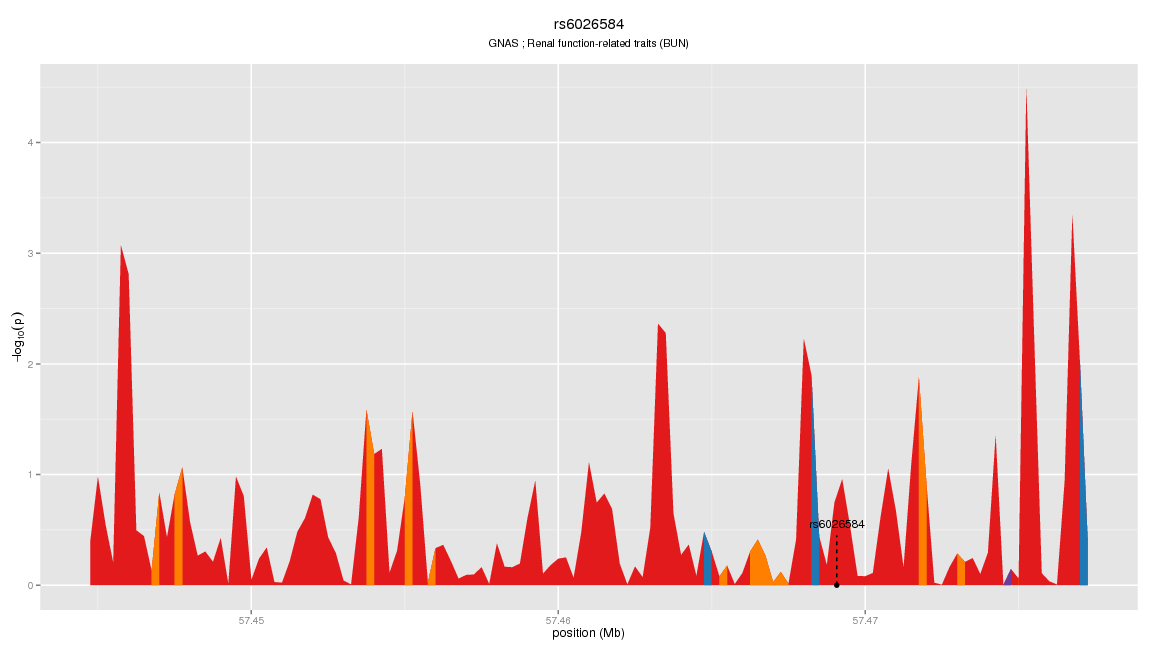 rs6026584
GNAS ; Renal function-related traits (BUN)
4
3
2
1
0
-log10(p)
rs6026584
57.45
57.46
57.47
position (Mb)